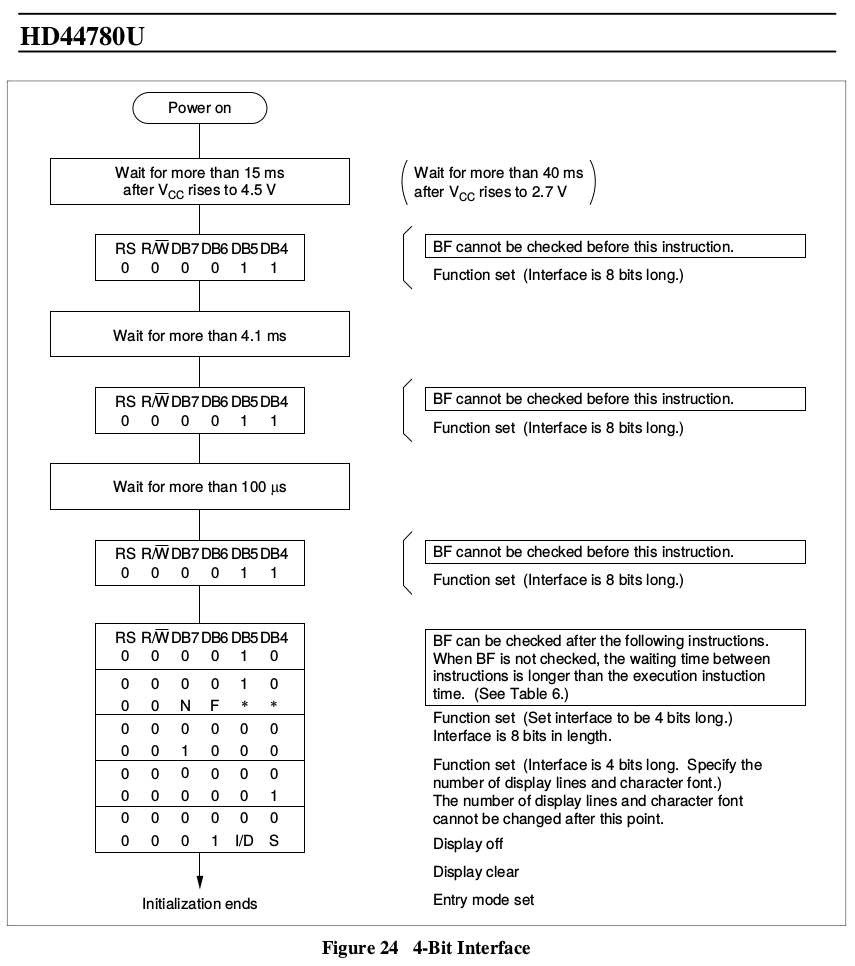 HD44780U
Power on
Wait for more than 15 ms
after VCC rises to 4.5 V
Wait for more than 40 ms
after VCC rises to 2.7 V
RS R/W DB7 DB6 DB5 DB4
0 0 0 0 1 1
BF cannot be checked before this instruction.
Function set (Interface is 8 bits long.)
Wait for more than 4.1 ms
RS R/W DB7 DB6 DB5 DB4
0 0 0 0 1 1
BF cannot be checked before this instruction.
Function set (Interface is 8 bits long.)
Wait for more than 100 μs
RS R/W DB7 DB6 DB5 DB4
0 0 0 0 1 1
BF cannot be checked before this instruction.
Function set (Interface is 8 bits long.)
RS R/W DB7 DB6 DB5 DB4
0 0 0 0 1 0
0 0 0 0 1 0
0 0 N F * *
0 0 0 0 0 0
0 0 1 0 0 0
0 0 0 0 0 0
0 0 0 0 0 1
0 0 0 0 0 0
0 0 0 1 I/D S
Initialization ends
BF can be checked after the following instructions.
When BF is not checked, the waiting time between
instructions is longer than the execution instuction
time. (See Table 6.)
Function set (Set interface to be 4 bits long.)
Interface is 8 bits in length.
Function set (Interface is 4 bits long. Specify the
number of display lines and character font.)
The number of display lines and character font
cannot be changed after this point.
Display off
Display clear
Entry mode set
Figure 24 4-Bit Interface